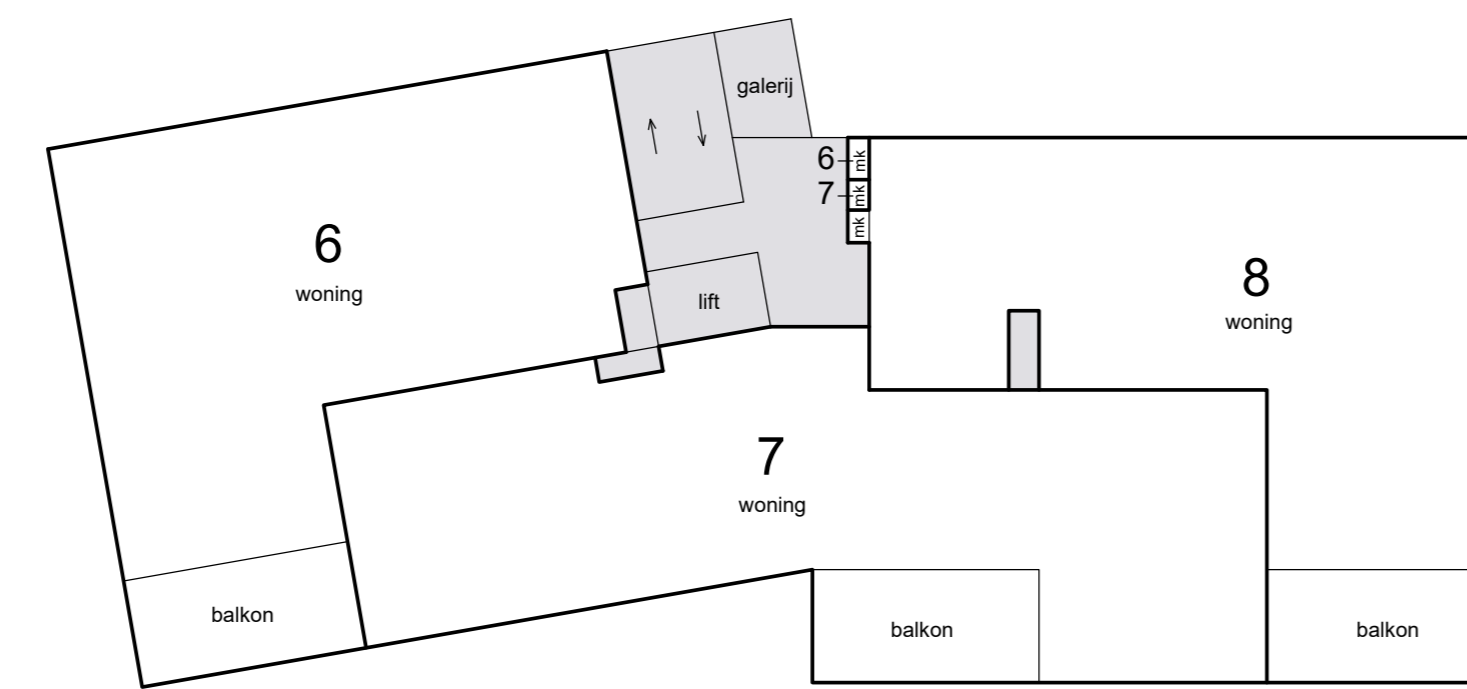 galerij
6 mk
7 mk
mk
6
woning
lift
8
woning
7
woning
balkon
balkon
balkon